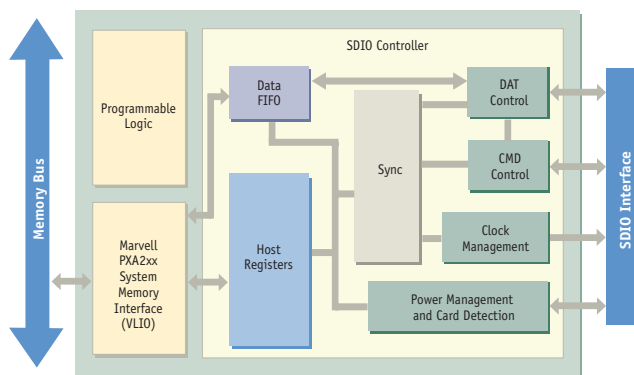 Memory Bus
Programmable
Logic
Marvell
PXA2xx
System
Memory
Interface
(VLIO)
SDIO Controller
Data
FIFO
Host
Registers
Sync
DAT
Control
CMD
Control
Clock
Management
Power Management
and Card Detection
SDIO Interface